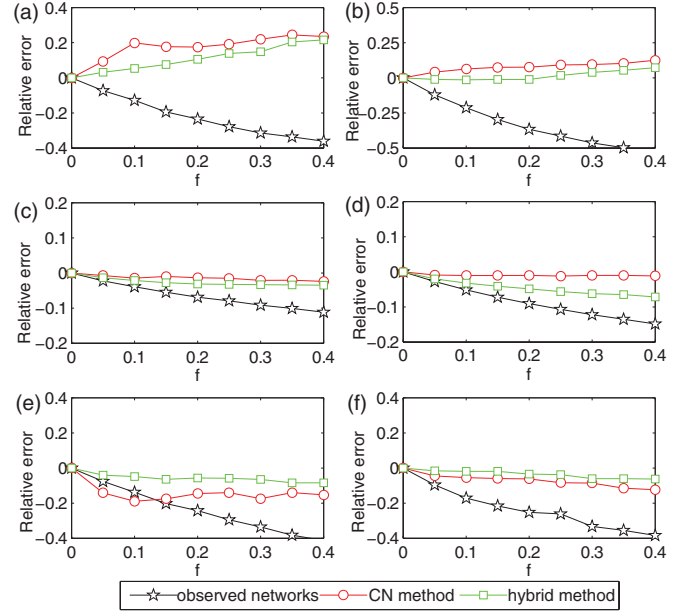 (a)
0.4
0.2
0
−0.2
−0.4
Relative error
0
0.1
0.2
0.3
0.4
f
(b)
0.5
0.25
0
−0.25
−0.5
Relative error
0
0.1
0.2
0.3
0.4
f
(c)
0.2
0.1
0
−0.1
−0.2
Relative error
0
0.1
0.2
0.3
0.4
f
(d)
0.2
0.1
0
−0.1
−0.2
Relative error
0
0.1
0.2
0.3
0.4
f
(e)
0.4
0.2
0
−0.2
−0.4
Relative error
0
0.1
0.2
0.3
0.4
f
(f)
0.4
0.2
0
−0.2
−0.4
Relative error
0
0.1
0.2
0.3
0.4
f
observed networks
CN method
hybrid method